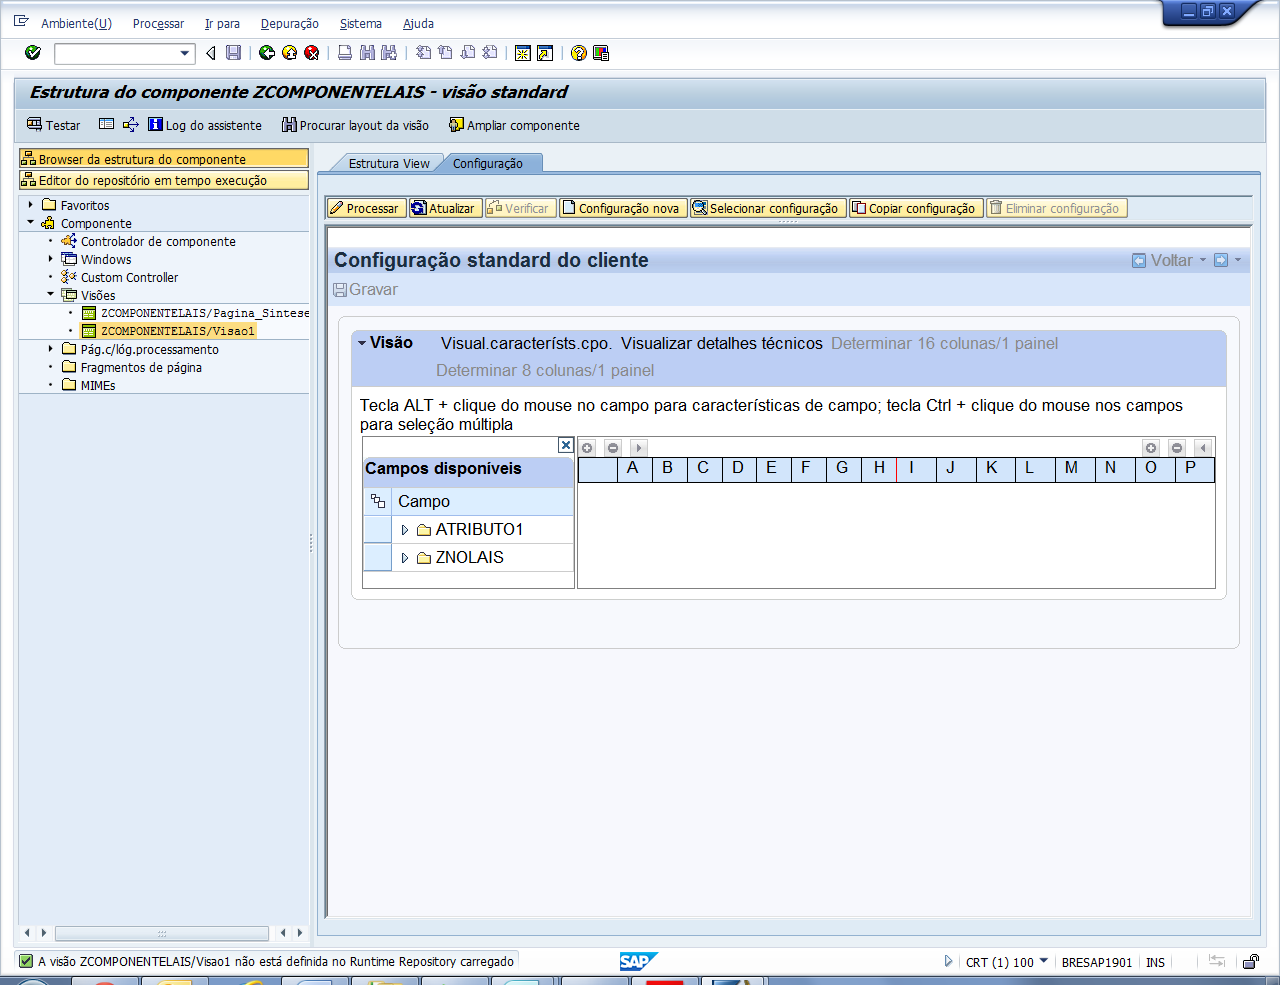 Ambiente(U) Processar Ir para Depuração Sistema Ajuda
Estrutura do componente ZCOMPONENTELAIS - visão standard
Testar Log do assistente Procurar layout da visão Ampliar componente
Browser da estrutura do componente
Editor do repositório em tempo execução
Favoritos
Componente
Controlador de componente
Windows
Custom Controller
Visões
ZCOMPONENTELAIS/Pagina_Sintese
ZCOMPONENTELAIS/Visao1
Pág.c/lóg.processamento
Fragmentos de página
MIMEs
Estrutura View Configuração
Processar Atualizar Verificar Configuração nova Selecionar configuração Copiar configuração Eliminar configuração
Configuração standard do cliente Voltar
Gravar
Visão Visual.característs.cpo. Visualizar detalhes técnicos Determinar 16 colunas/1 painel
Determinar 8 colunas/1 painel
Tecla ALT + clique do mouse no campo para características de campo; tecla Ctrl + clique do mouse nos campos
para seleção múltipla
Campos disponíveis
A B C D E F G H I J K L M N O P
Campo
ATRIBUTO1
ZNOLAIS
A visão ZCOMPONENTELAIS/Visao1 não está definida no Runtime Repository carregado
SAP
CRT (1) 100 BRESAP1901 INS